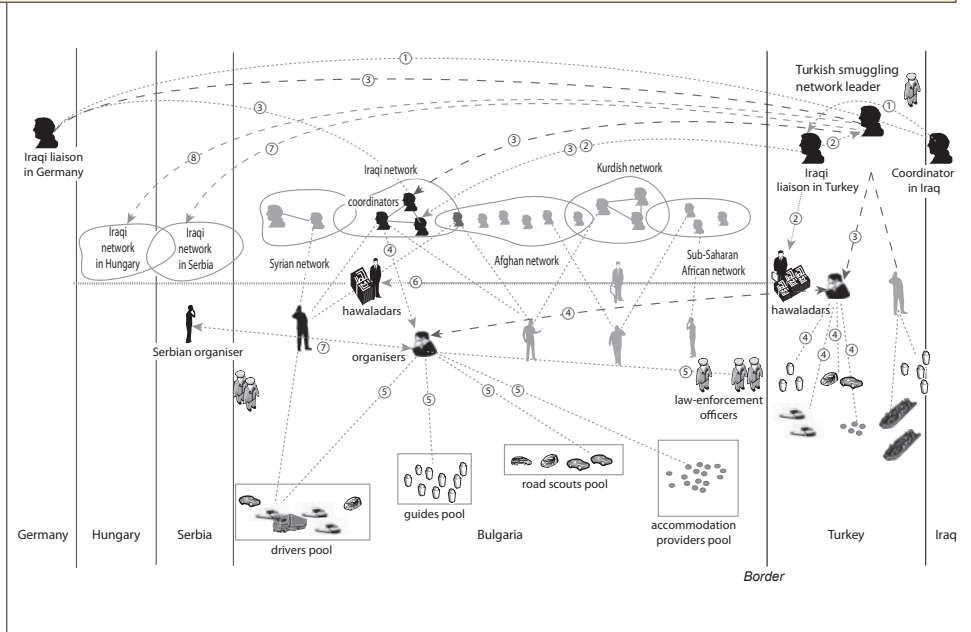 ①
Turkish smuggling
network leader
③
①
③
Iraqi liaison
in Germany
⑧
⑦
③
③
②
②
Iraqi network
Kurdish network
Iraqi
liaison in Turkey
Coordinator
in Iraq
coordinators
②
Iraqi
network
in Hungary
Iraqi
network
in Serbia
④
③
Syrian network
Afghan network
Sub-Saharan
African network
⑥
hawaladars
hawaladars
④
Serbian organiser
⑦
organisers
④
④
④
④
⑤
law-enforcement
officers
⑤
⑤
⑤
⑤
road scouts pool
guides pool
accommodation
providers pool
drivers pool
Germany
Hungary
Serbia
Bulgaria
Turkey
Iraq
Border